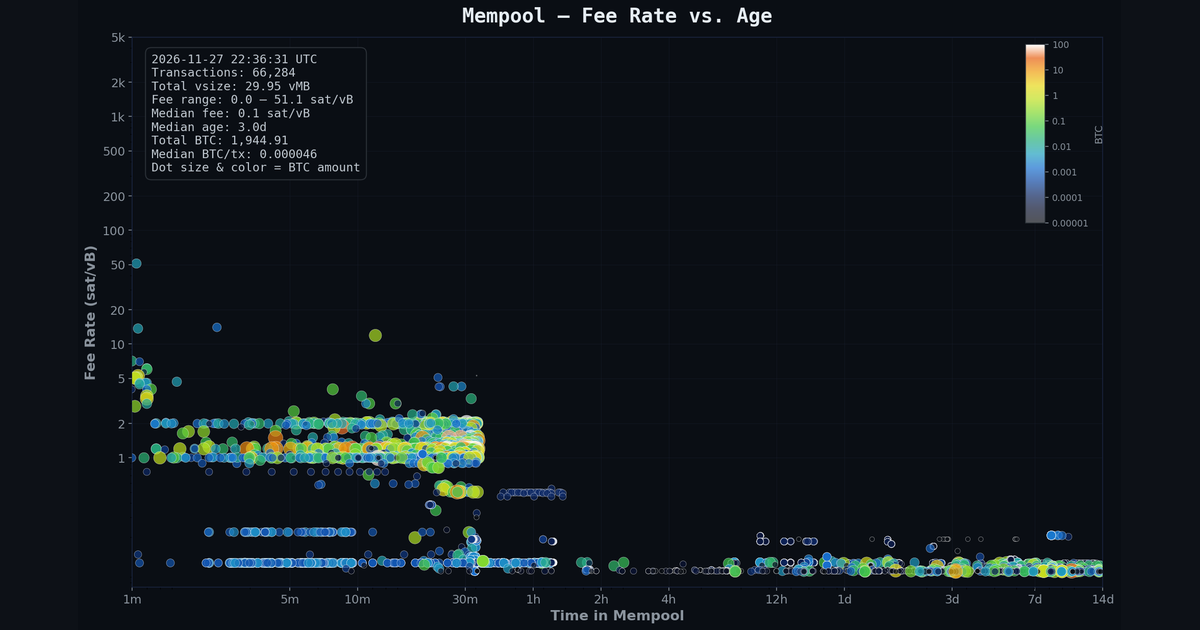 Mempool — Fee Rate vs. Age
2026-11-27 22:36:31 UTC
Transactions: 66,284
Total vsize: 29.95 vMB
Fee range: 0.0 — 51.1 sat/vB
Median fee: 0.1 sat/vB
Median age: 3.0d
Total BTC: 1,944.91
Median BTC/tx: 0.000046
Dot size & color = BTC amount
100
10
1
0.1
0.01
0.001
0.0001
0.00001
BTC
5k
2k
1k
500
200
100
50
20
10
5
2
1
Fee Rate (sat/vB)
1m
5m
10m
30m
1h
2h
4h
12h
1d
3d
7d
14d
Time in Mempool